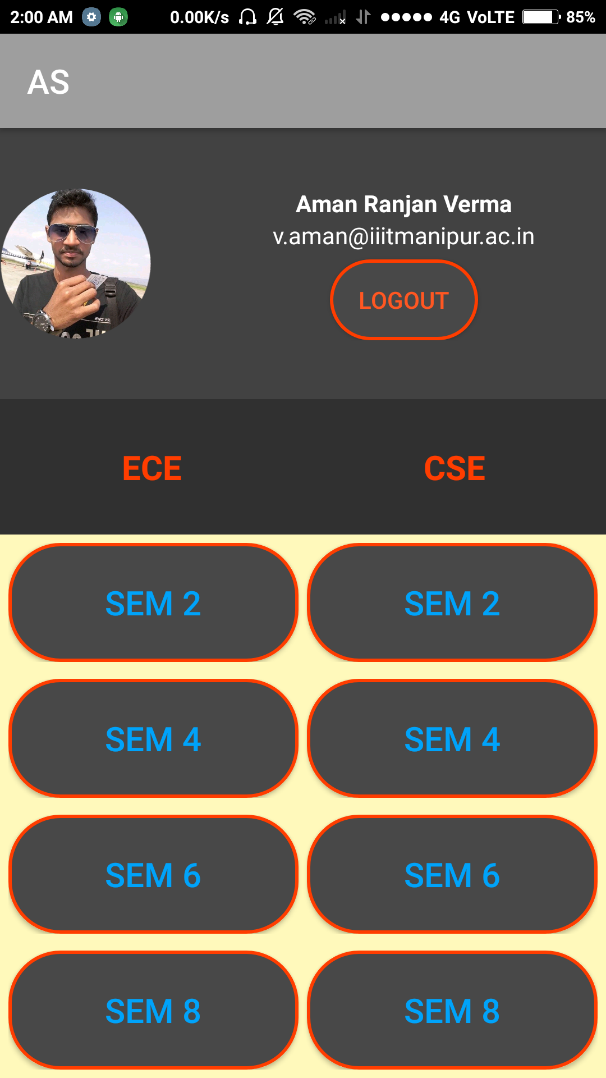 2:00 AM 0.00K/s 4G VoLTE 85%
AS
Aman Ranjan Verma
v.aman@iiitmanipur.ac.in
LOGOUT
ECE CSE
SEM 2 SEM 2
SEM 4 SEM 4
SEM 6 SEM 6
SEM 8 SEM 8